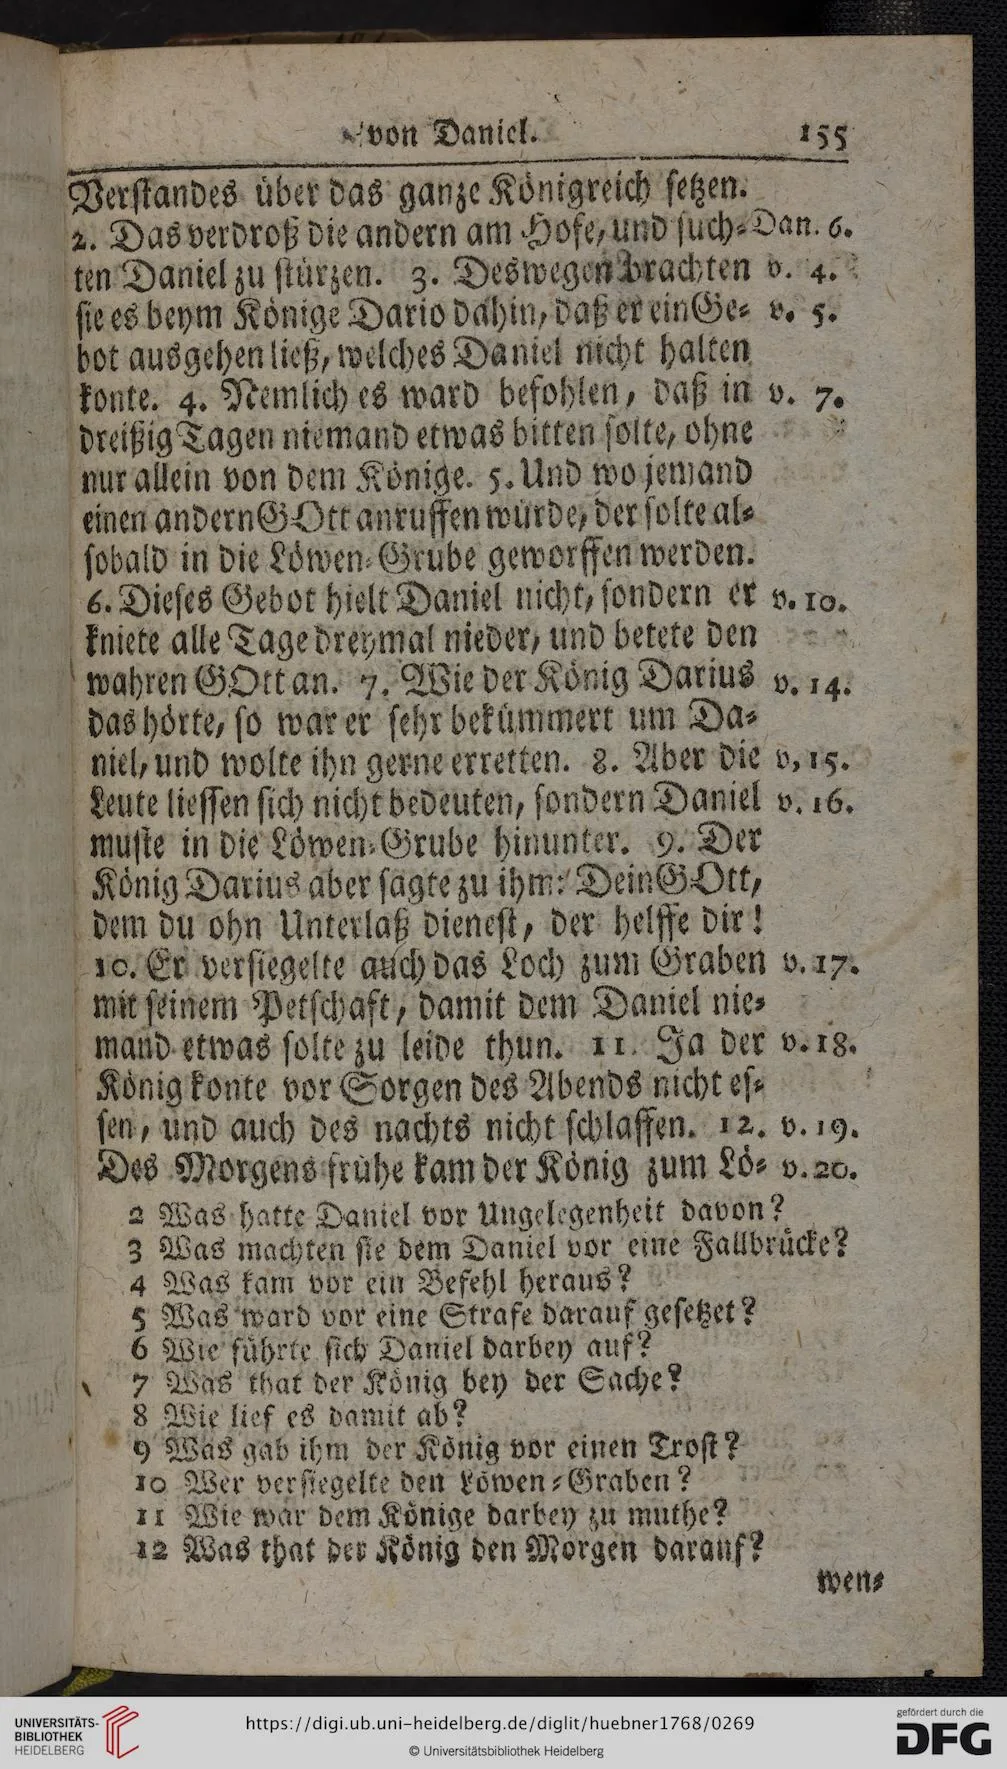 von Daniel. 155
Verstandes über das ganze Königreich setzen.
2. Das verdroß die andern am Hofe, und such- Dan. 6.
ten Daniel zu stürzen. 3. Deswegen brachten v. 4.
sie es beym Könige Dario dahin, daß er ein Ge- v. 5.
bot ausgehen ließ, welches Daniel nicht halten
konte. 4. Nemlich es ward befohlen, daß in v. 7.
dreißig Tagen niemand etwas bitten solte, ohne
nur allein von dem Könige. 5. Und wo jemand
einen andern GOtt anruffen würde, der solte al-
sobald in die Löwen-Grube geworffen werden.
6. Dieses Gebot hielt Daniel nicht, sondern er v. 10.
kniete alle Tage dreymal nieder, und betete den
wahren GOtt an. 7. Wie der König Darius v. 14.
das hörte, so war er sehr bekümmert um Da-
niel, und wolte ihn gerne erretten. 8. Aber die v, 15.
Leute liessen sich nicht bedeuten, sondern Daniel v. 16.
muste in die Löwen-Grube hinunter. 9. Der
König Darius aber sagte zu ihm: Dein GOtt,
dem du ohn Unterlaß dienest, der helffe dir!
10. Er versiegelte auch das Loch zum Graben v. 17.
mit seinem Petschaft, damit dem Daniel nie-
mand etwas solte zu leide thun. 11. Ja der v. 18.
König konte vor Sorgen des Abends nicht es-
sen, und auch des nachts nicht schlaffen. 12. v. 19.
Des Morgens frühe kam der König zum Lö- v. 20.
2 Was hatte Daniel vor Ungelegenheit davon?
3 Was machten sie dem Daniel vor eine Fallbrücke?
4 Was kam vor ein Befehl heraus?
5 Was ward vor eine Strafe darauf gesetzet?
6 Wie führte sich Daniel darbey auf?
7 Was that der König bey der Sache?
8 Wie lief es damit ab?
9 Was gab ihm der König vor einen Trost?
10 Wer versiegelte den Löwen-Graben?
11 Wie war dem Könige darbey zu muthe?
12 Was that der König den Morgen darauf?
wen-
UNIVERSITÄTS-
BIBLIOTHEK
HEIDELBERG
https://digi.ub.uni-heidelberg.de/diglit/huebner1768/0269
© Universitätsbibliothek Heidelberg
gefördert durch die
DFG